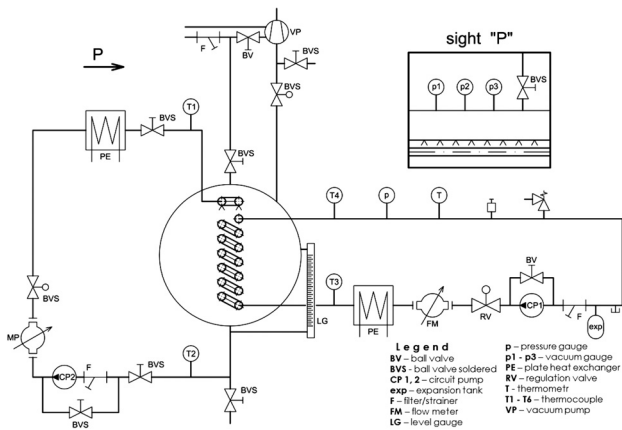 VP
F
BV
P
BVS
sight "P"
BVS
p1
p2
p3
BVS
T1
BVS
PE
BVS
T4
p
T
BVS
MP
T3
LG
PE
FM
RV
BV
CP1
F
exp
T2
CP2
F
BVS
BVS
BVS
Legend
BV – ball valve
BVS - ball valve soldered
CP 1, 2 – circuit pump
exp – expansion tank
F – filter/strainer
FM – flow meter
LG – level gauge
p – pressure gauge
p1 - p3 – vacuum gauge
PE – plate heat exchanger
RV – regulation valve
T - thermometr
T1 - T6 – thermocouple
VP – vacuum pump